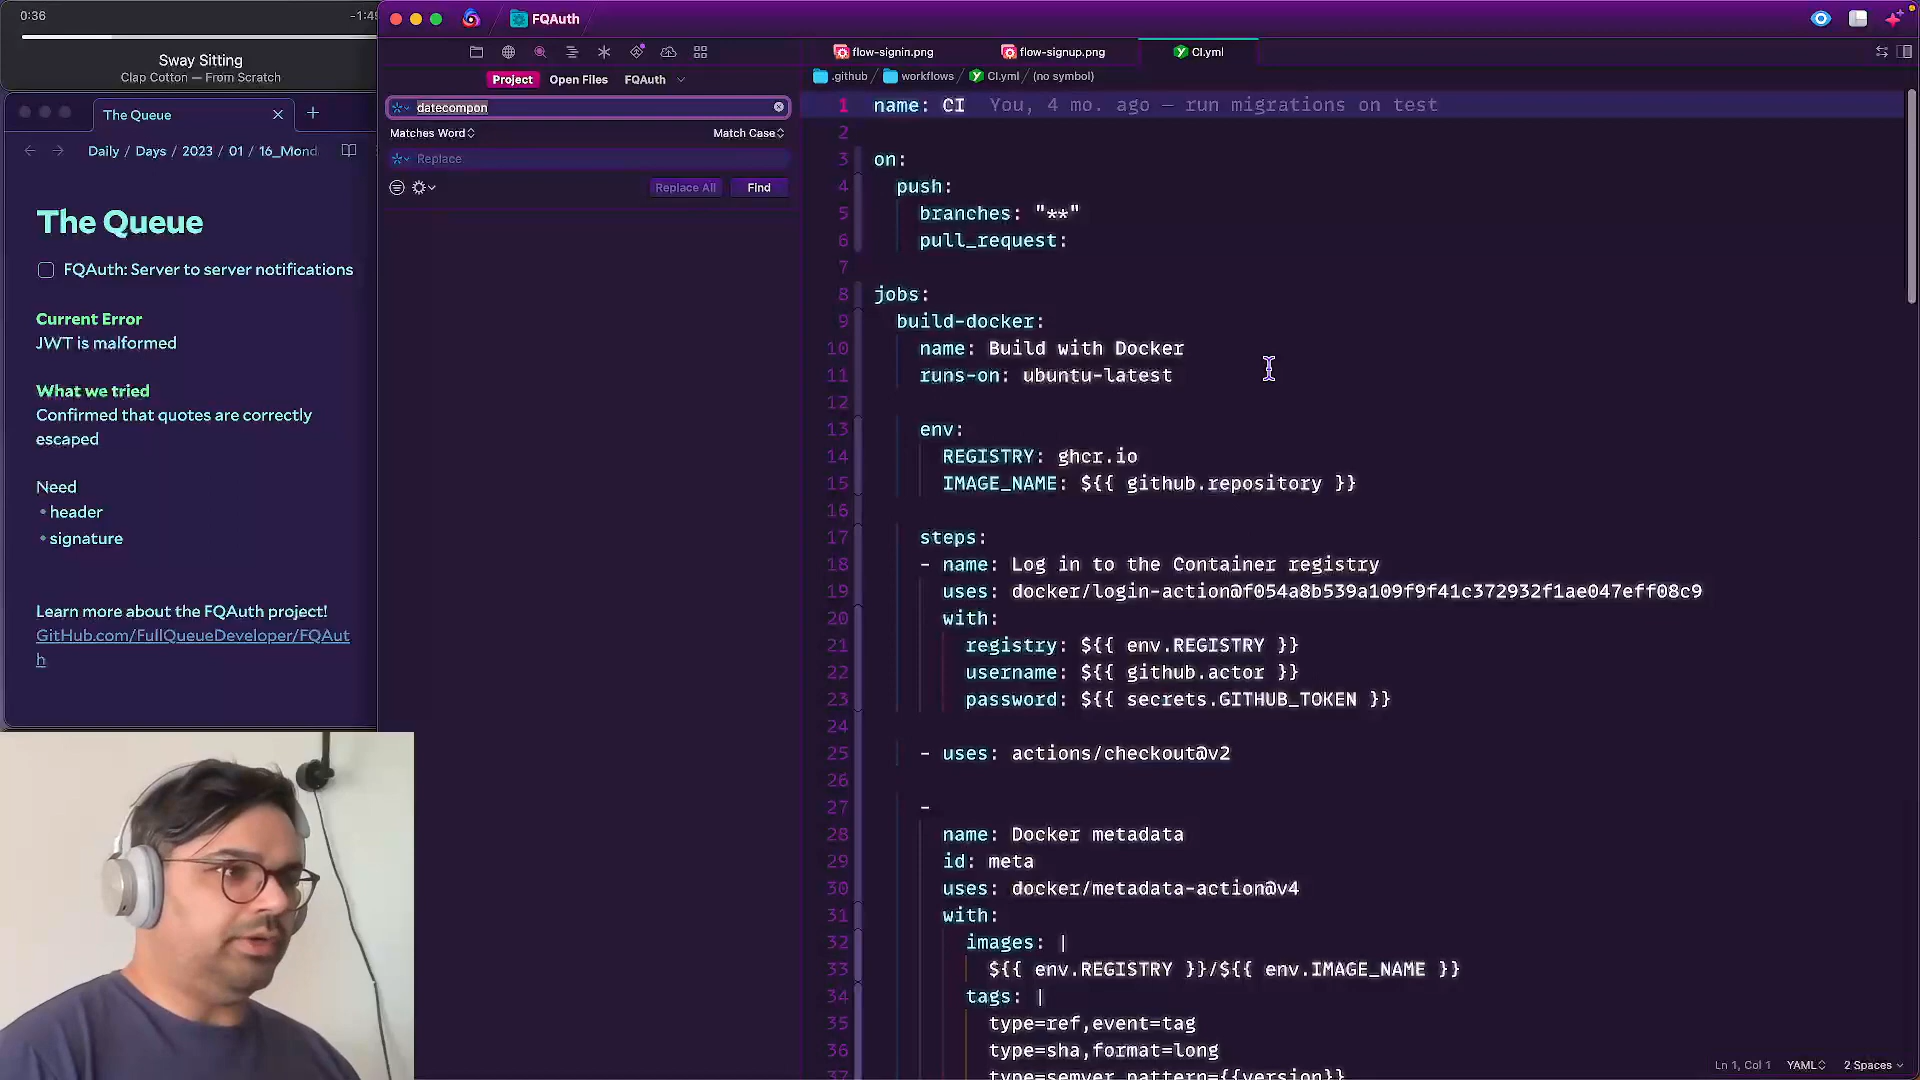 0:36
-1:49
Sway Sitting
Clap Cotton — From Scratch
The Queue
Daily / Days / 2023 / 01 / 16_Mond
The Queue
FQAuth: Server to server notifications
Current Error
JWT is malformed
What we tried
Confirmed that quotes are correctly
escaped
Need
• header
• signature
Learn more about the FQAuth project!
GitHub.com/FullQueueDeveloper/FQAut
h
FQAuth
Project Open Files FQAuth
datecompon
Matches Word Match Case
Replace
Replace All Find
flow-signin.png flow-signup.png CI.yml
.github workflows CI.yml (no symbol)
1 name: CI You, 4 mo. ago — run migrations on test
2
3 on:
4 push:
5 branches: "**"
6 pull_request:
7
8 jobs:
9 build-docker:
10 name: Build with Docker
11 runs-on: ubuntu-latest
12
13 env:
14 REGISTRY: ghcr.io
15 IMAGE_NAME: ${{ github.repository }}
16
17 steps:
18 - name: Log in to the Container registry
19 uses: docker/login-action@f054a8b539a109f9f41c372932f1ae047eff08c9
20 with:
21 registry: ${{ env.REGISTRY }}
22 username: ${{ github.actor }}
23 password: ${{ secrets.GITHUB_TOKEN }}
24
25 - uses: actions/checkout@v2
26
27 -
28 name: Docker metadata
29 id: meta
30 uses: docker/metadata-action@v4
31 with:
32 images: |
33 ${{ env.REGISTRY }}/${{ env.IMAGE_NAME }}
34 tags: |
35 type=ref,event=tag
36 type=sha,format=long
37 type=semver,pattern={{version}}
Ln 1, Col 1 YAML 2 Spaces